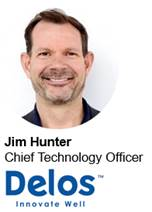 Jim Hunter
Chief Technology Officer
Delos™
Innovate Well